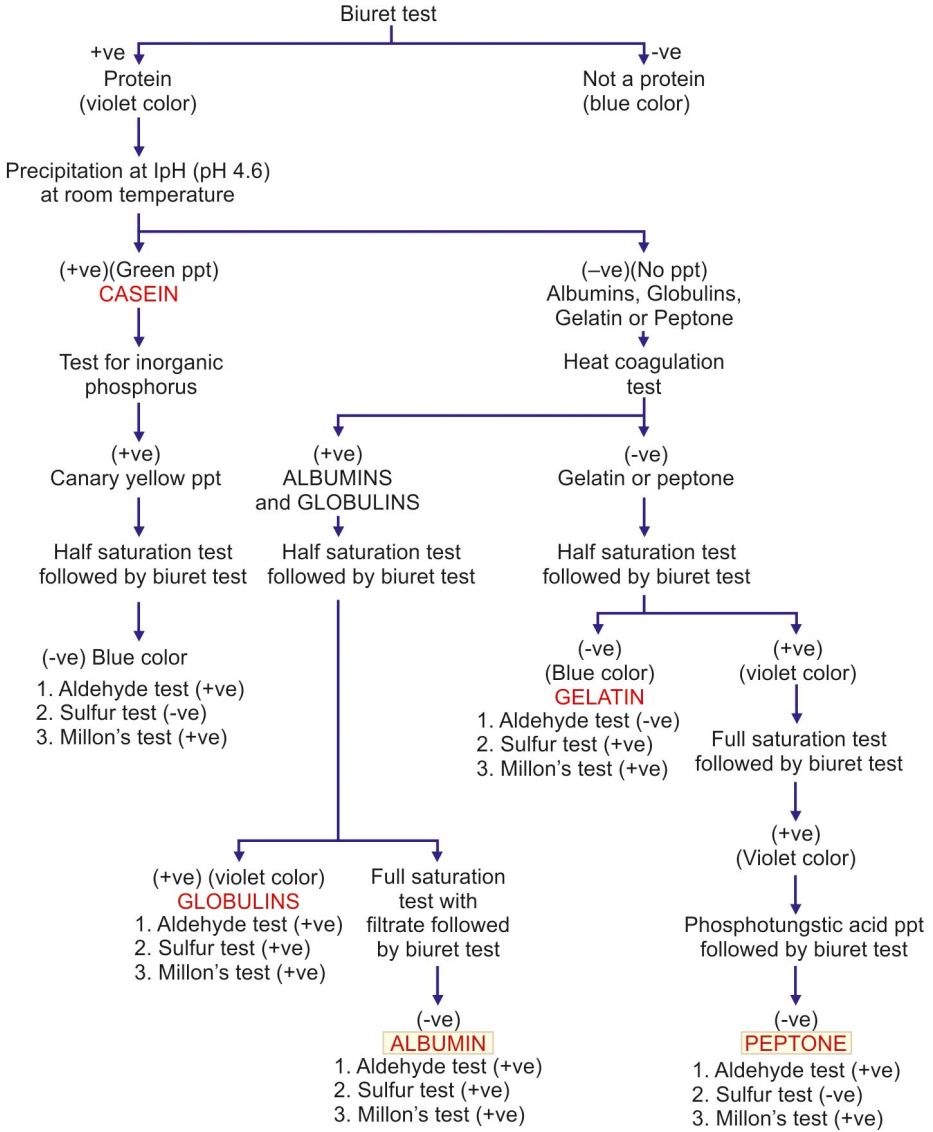 Biuret test
+ve
-ve
Protein
(violet color)
Not a protein
(blue color)
Precipitation at IpH (pH 4.6)
at room temperature
(+ve)(Green ppt)
CASEIN
(–ve)(No ppt)
Albumins, Globulins,
Gelatin or Peptone
Test for inorganic
phosphorus
Heat coagulation
test
(+ve)
Canary yellow ppt
(+ve)
ALBUMINS
and GLOBULINS
(-ve)
Gelatin or peptone
Half saturation test
followed by biuret test
Half saturation test
followed by biuret test
Half saturation test
followed by biuret test
(-ve) Blue color
1. Aldehyde test (+ve)
2. Sulfur test (-ve)
3. Millon's test (+ve)
(-ve)
(Blue color)
GELATIN
1. Aldehyde test (-ve)
2. Sulfur test (+ve)
3. Millon's test (+ve)
(+ve)
(violet color)
Full saturation test
followed by biuret test
(+ve)
(Violet color)
(+ve) (violet color)
GLOBULINS
1. Aldehyde test (+ve)
2. Sulfur test (+ve)
3. Millon's test (+ve)
Full saturation
test with
filtrate followed
by biuret test
Phosphotungstic acid ppt
followed by biuret test
(-ve)
ALBUMIN
1. Aldehyde test (+ve)
2. Sulfur test (+ve)
3. Millon's test (+ve)
(-ve)
PEPTONE
1. Aldehyde test (+ve)
2. Sulfur test (-ve)
3. Millon's test (+ve)